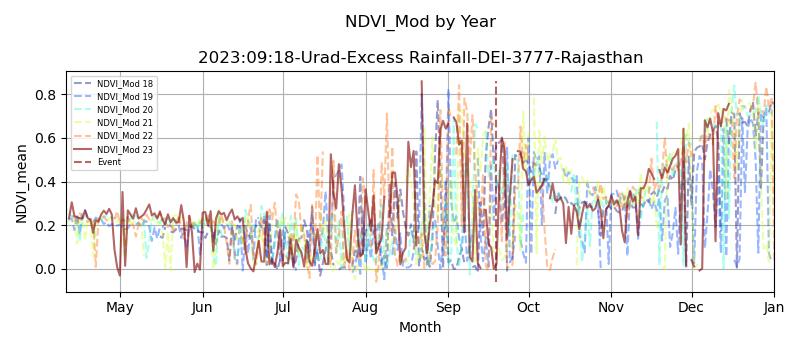 NDVI_Mod by Year
2023:09:18-Urad-Excess Rainfall-DEI-3777-Rajasthan
NDVI_Mod 18
NDVI_Mod 19
NDVI_Mod 20
NDVI_Mod 21
NDVI_Mod 22
NDVI_Mod 23
Event
NDVI_mean
0.8
0.6
0.4
0.2
0.0
May Jun Jul Aug Sep Oct Nov Dec Jan
Month